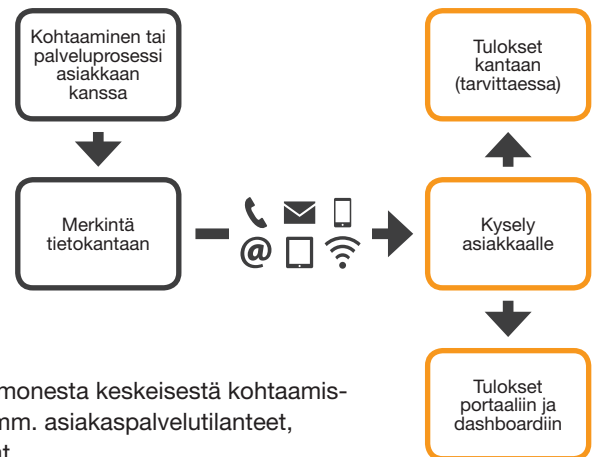 Kohtaaminen tai
palveluprosessi
asiakkaan
kanssa
Tulokset
kantaan
(tarvittaessa)
Merkintä
tietokantaan
@
Kysely
asiakkaalle
monesta keskeisestä kohtaamis-
mm. asiakaspalvelutilanteet,
Tulokset
portaaliin ja
dashboardiin